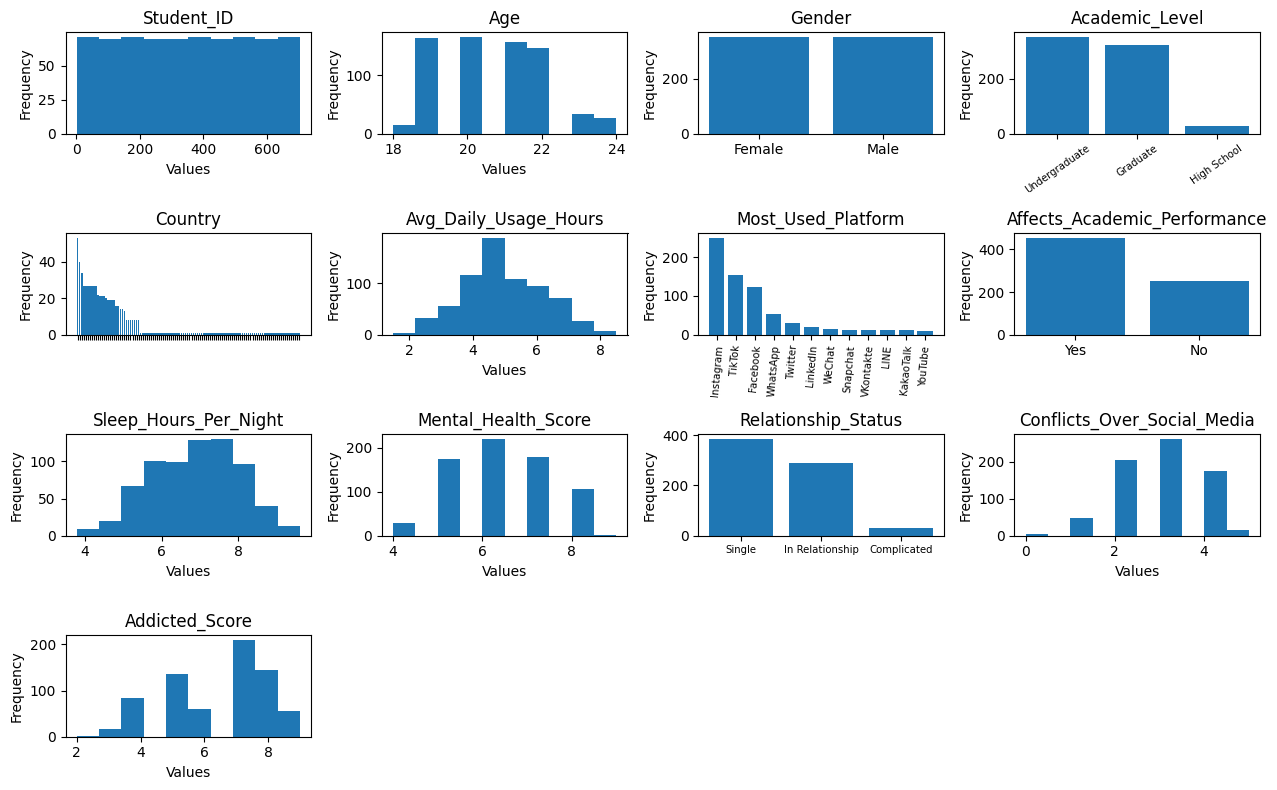 Student_ID
Frequency
50
25
0
0 200 400 600
Values
Age
Frequency
100
0
18 20 22 24
Values
Gender
Frequency
200
0
Female Male
Academic_Level
Frequency
200
0
Undergraduate Graduate High School
Country
Frequency
40
20
0
Avg_Daily_Usage_Hours
Frequency
100
0
2 4 6 8
Values
Most_Used_Platform
Frequency
200
100
0
Instagram TikTok Facebook WhatsApp Twitter LinkedIn WeChat Snapchat VKontakte LINE KakaoTalk YouTube
Affects_Academic_Performance
Frequency
400
200
0
Yes No
Sleep_Hours_Per_Night
Frequency
100
50
0
4 6 8
Values
Mental_Health_Score
Frequency
200
100
0
4 6 8
Values
Relationship_Status
Frequency
400
200
0
Single In Relationship Complicated
Conflicts_Over_Social_Media
Frequency
200
100
0
0 2 4
Values
Addicted_Score
Frequency
200
100
0
2 4 6 8
Values